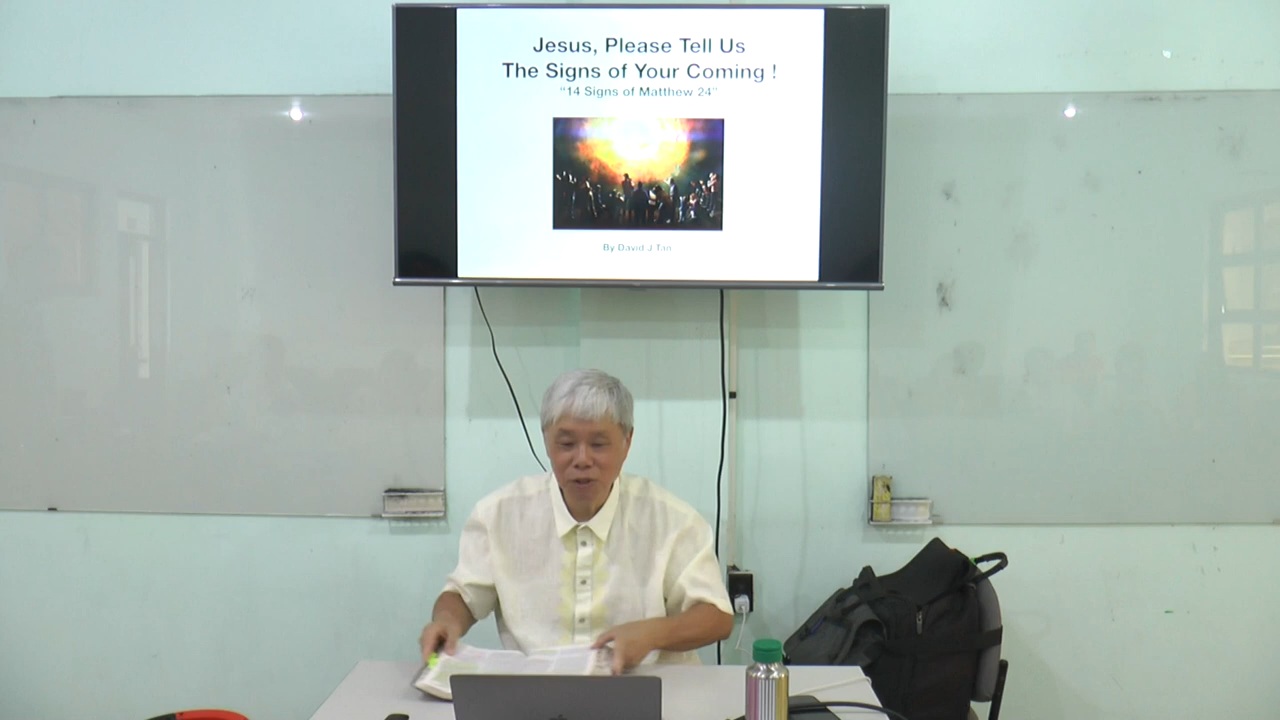 Jesus, Please Tell Us
The Signs of Your Coming !
“14 Signs of Matthew 24”
By David J Tan